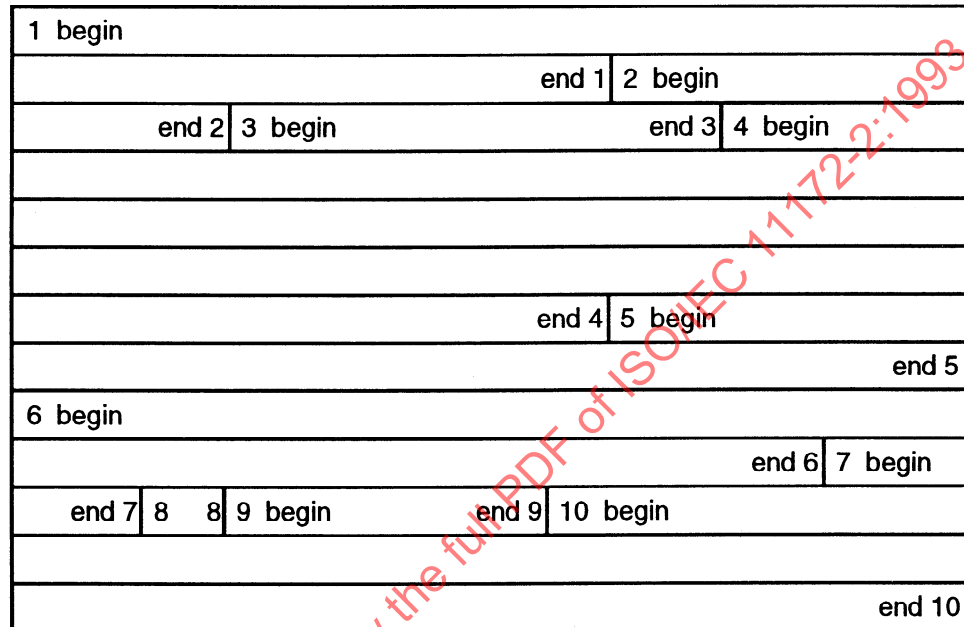 1 begin
end 1 2 begin
end 2 3 begin end 3 4 begin
end 4 5 begin
end 5
6 begin
end 6 7 begin
end 7 8 8 9 begin end 9 10 begin
end 10
the full PDF of ISO/IEC 11172-2:1993